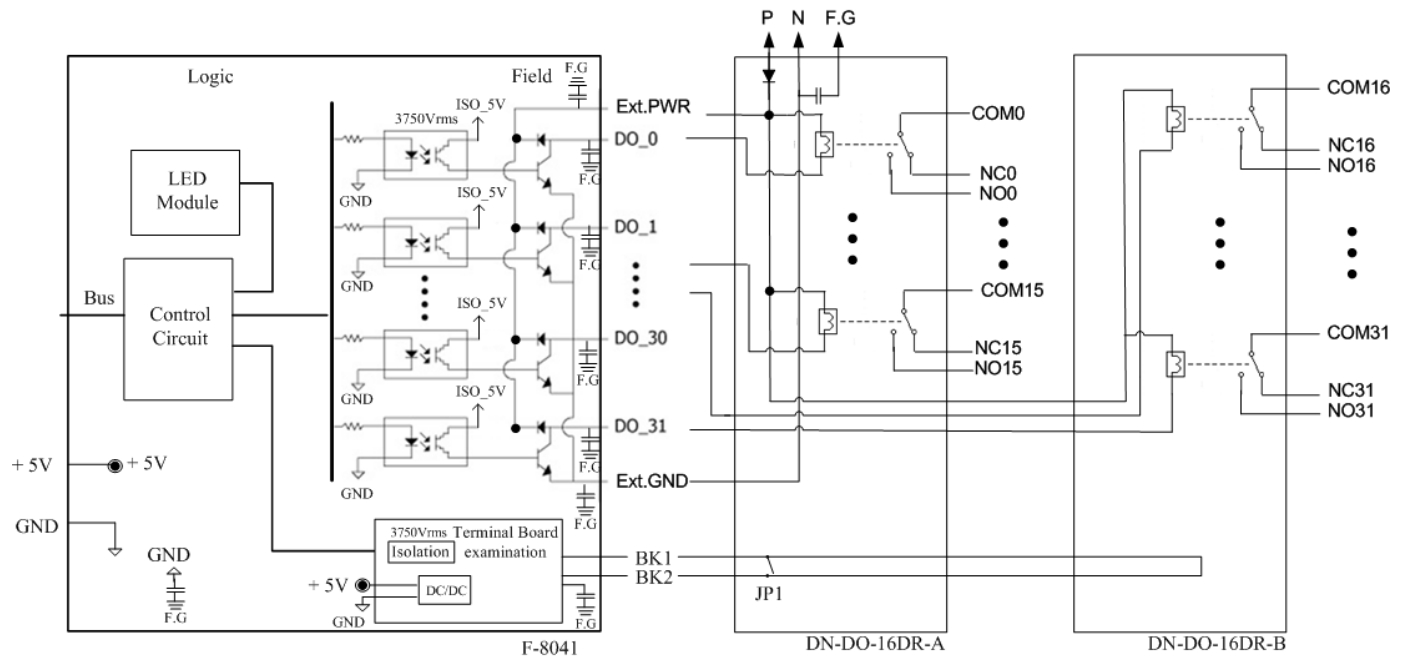 P N F.G
Logic
Field
F.G
LED
Module
Bus
Control
Circuit
+ 5V
+ 5V
GND
GND
F.G
3750Vrms
ISO_5V
GND
ISO_5V
GND
ISO_5V
GND
ISO_5V
GND
F.G
F.G
F.G
F.G
F.G
Ext.PWR
DO_0
DO_1
DO_30
DO_31
Ext.GND
3750Vrms
Isolation
Terminal Board
examination
+ 5V
GND
DC/DC
F.G
BK1
BK2
JP1
COM0
NC0
NO0
COM15
NC15
NO15
COM16
NC16
NO16
COM31
NC31
NO31
F-8041
DN-DO-16DR-A
DN-DO-16DR-B